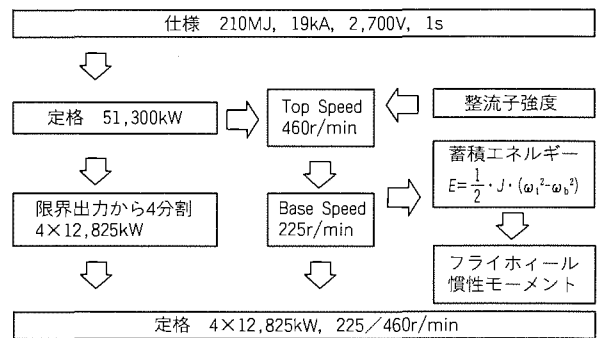 仕様 210MJ, 19kA, 2,700V, 1s
定格 51,300kW
Top Speed
460r/min
整流子強度
限界出力から4分割
4×12,825kW
Base Speed
225r/min
蓄積エネルギー
E=1/2・J・(ω₁²-ω_b²)
フライホィール
慣性モーメント
定格 4×12,825kW, 225/460r/min